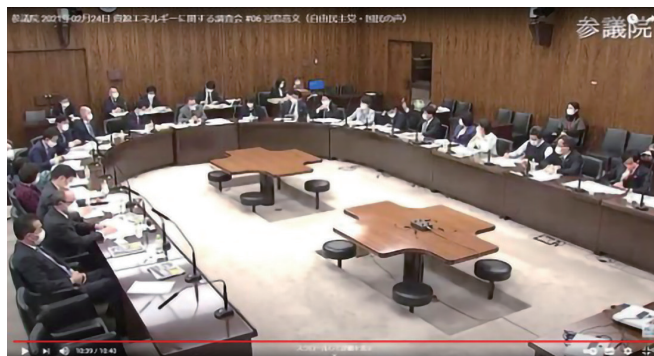 参議院 2021年02月24日 資源エネルギーに関する調査会 #06 宮島喜文（自由民主党・国民の声）
参議院
10:39 / 10:43